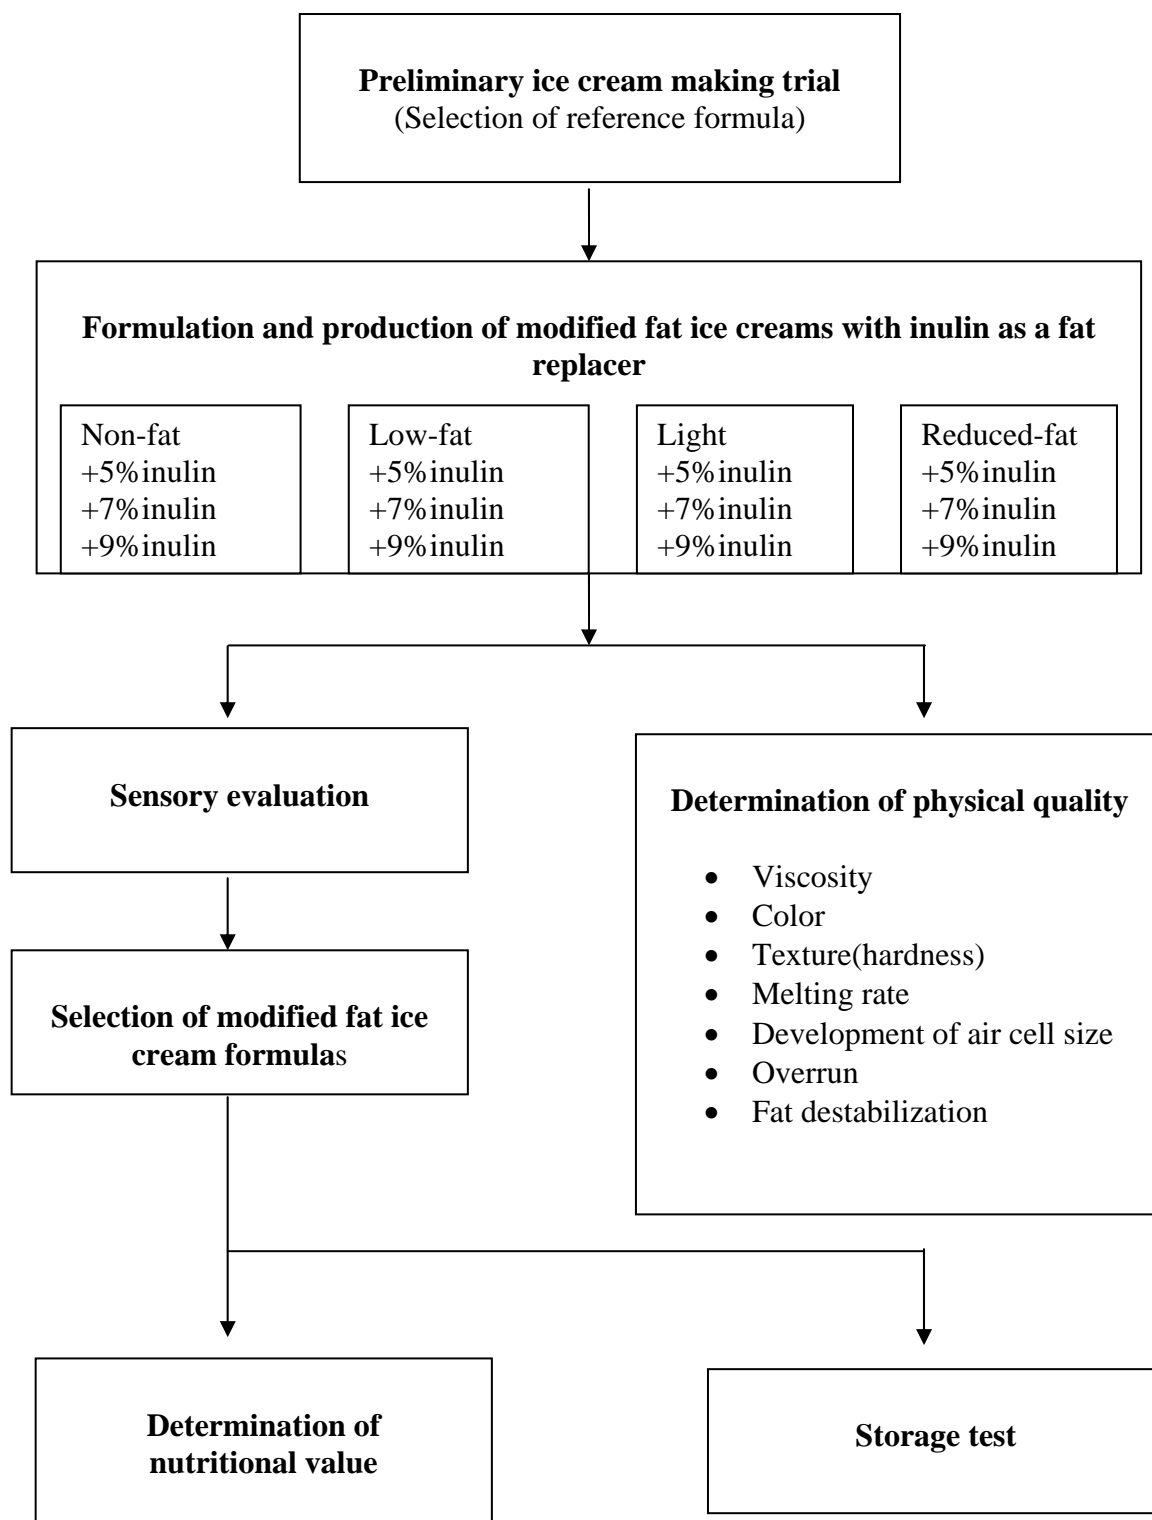 Preliminary ice cream making trial
(Selection of reference formula)
Formulation and production of modified fat ice creams with inulin as a fat
replacer
Non-fat
+5%inulin
+7%inulin
+9%inulin
Low-fat
+5%inulin
+7%inulin
+9%inulin
Light
+5%inulin
+7%inulin
+9%inulin
Reduced-fat
+5%inulin
+7%inulin
+9%inulin
Sensory evaluation
Selection of modified fat ice
cream formulas
Determination of physical quality
• Viscosity
• Color
• Texture(hardness)
• Melting rate
• Development of air cell size
• Overrun
• Fat destabilization
Determination of
nutritional value
Storage test